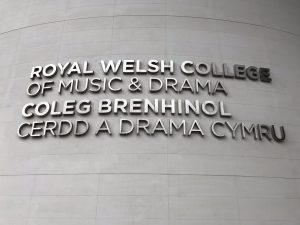 ROYAL WELSH COLLEGE
OF MUSIC & DRAMA
COLEG BRENHINOL
CERDD A DRAMA CYMRU